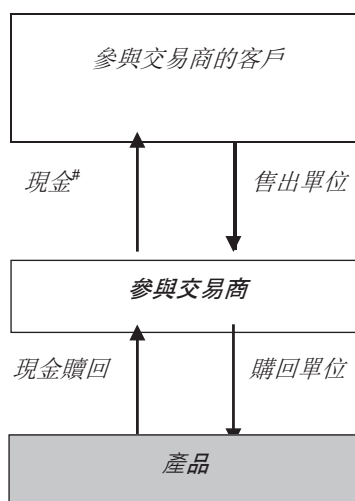 參與交易商的客戶
現金#
售出單位
參與交易商
現金贖回
購回單位
產品